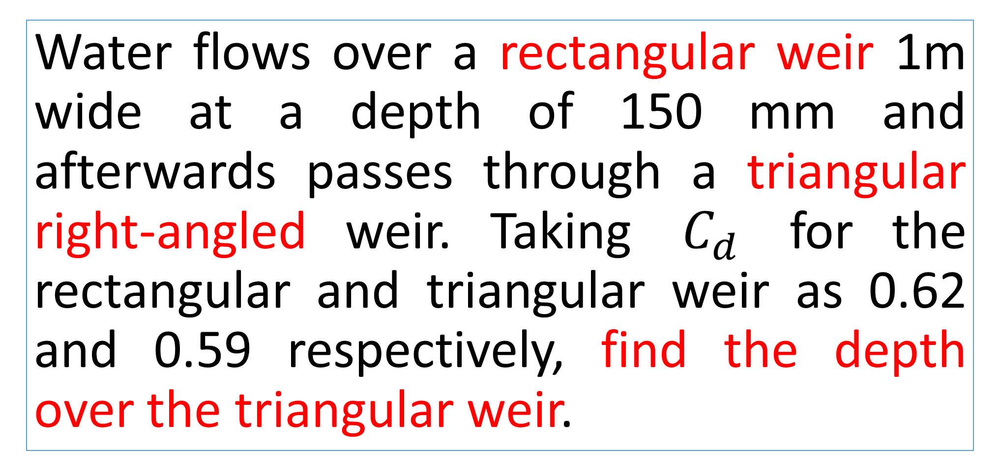 Water flows over a rectangular weir 1m
wide at a depth of 150 mm and
afterwards passes through a triangular
right-angled weir. Taking C_d for the
rectangular and triangular weir as 0.62
and 0.59 respectively, find the depth
over the triangular weir.